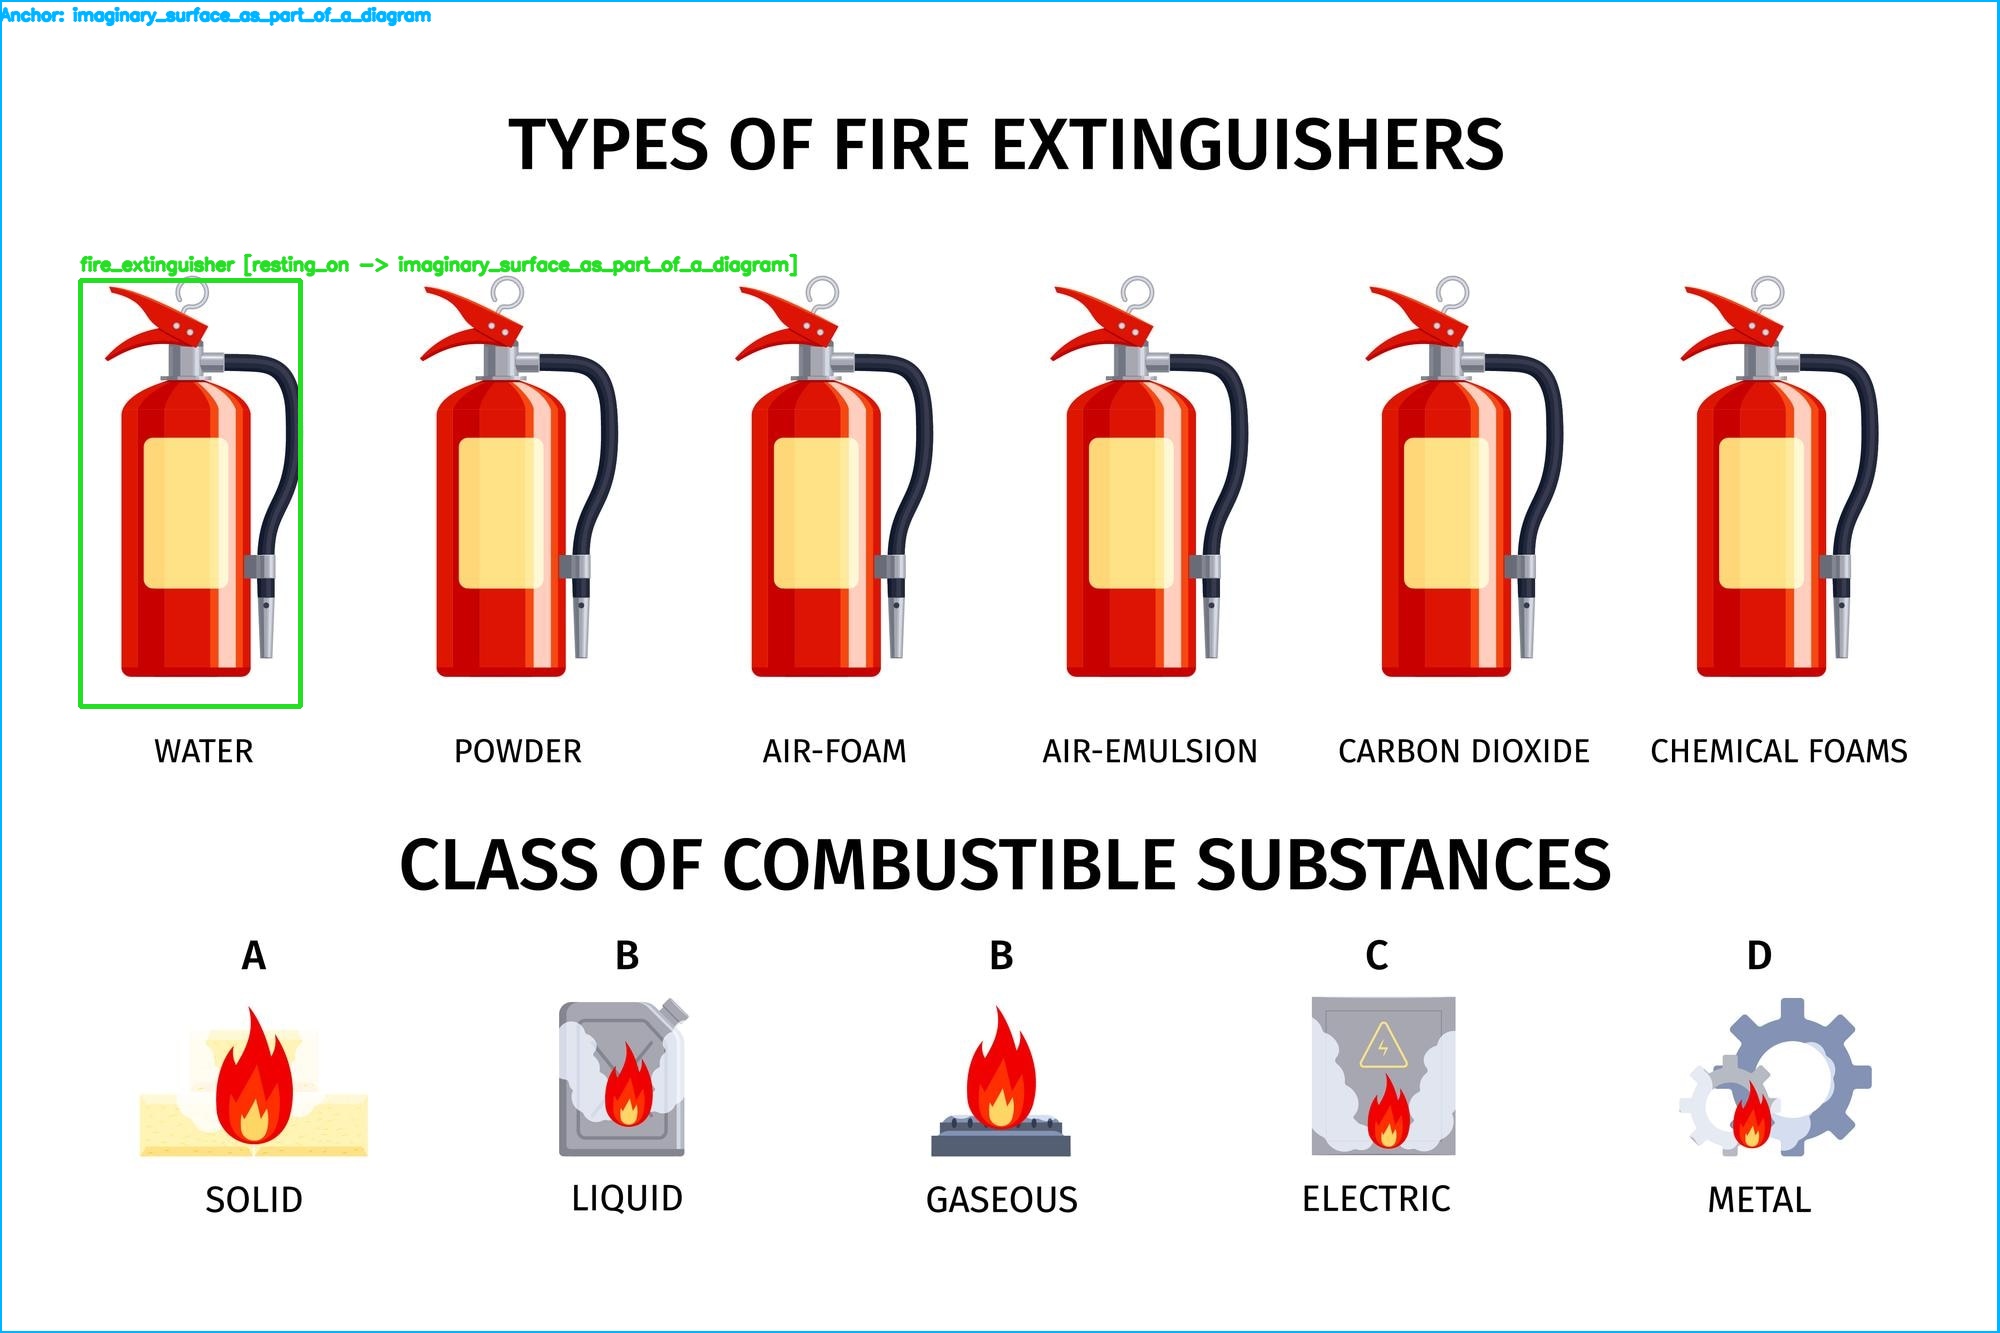 Anchor: imaginary_surface_as_part_of_a_diagram
TYPES OF FIRE EXTINGUISHERS
fire_extinguisher [resting_on -> imaginary_surface_as_part_of_a_diagram]
WATER POWDER AIR-FOAM AIR-EMULSION CARBON DIOXIDE CHEMICAL FOAMS
CLASS OF COMBUSTIBLE SUBSTANCES
A B B C D
SOLID LIQUID GASEOUS ELECTRIC METAL